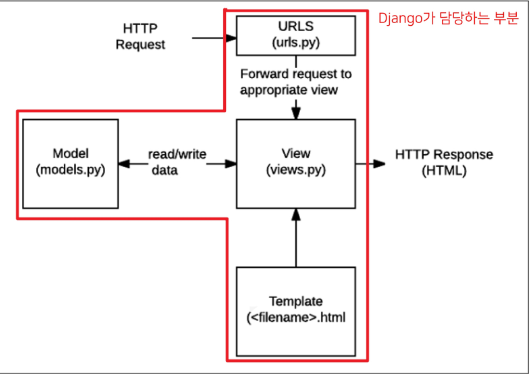 Django가 담당하는 부분
HTTP
Request
URLS
(urls.py)
Forward request to
appropriate view
Model
(models.py)
read/write
data
View
(views.py)
HTTP Response
(HTML)
Template
(<filename>.html